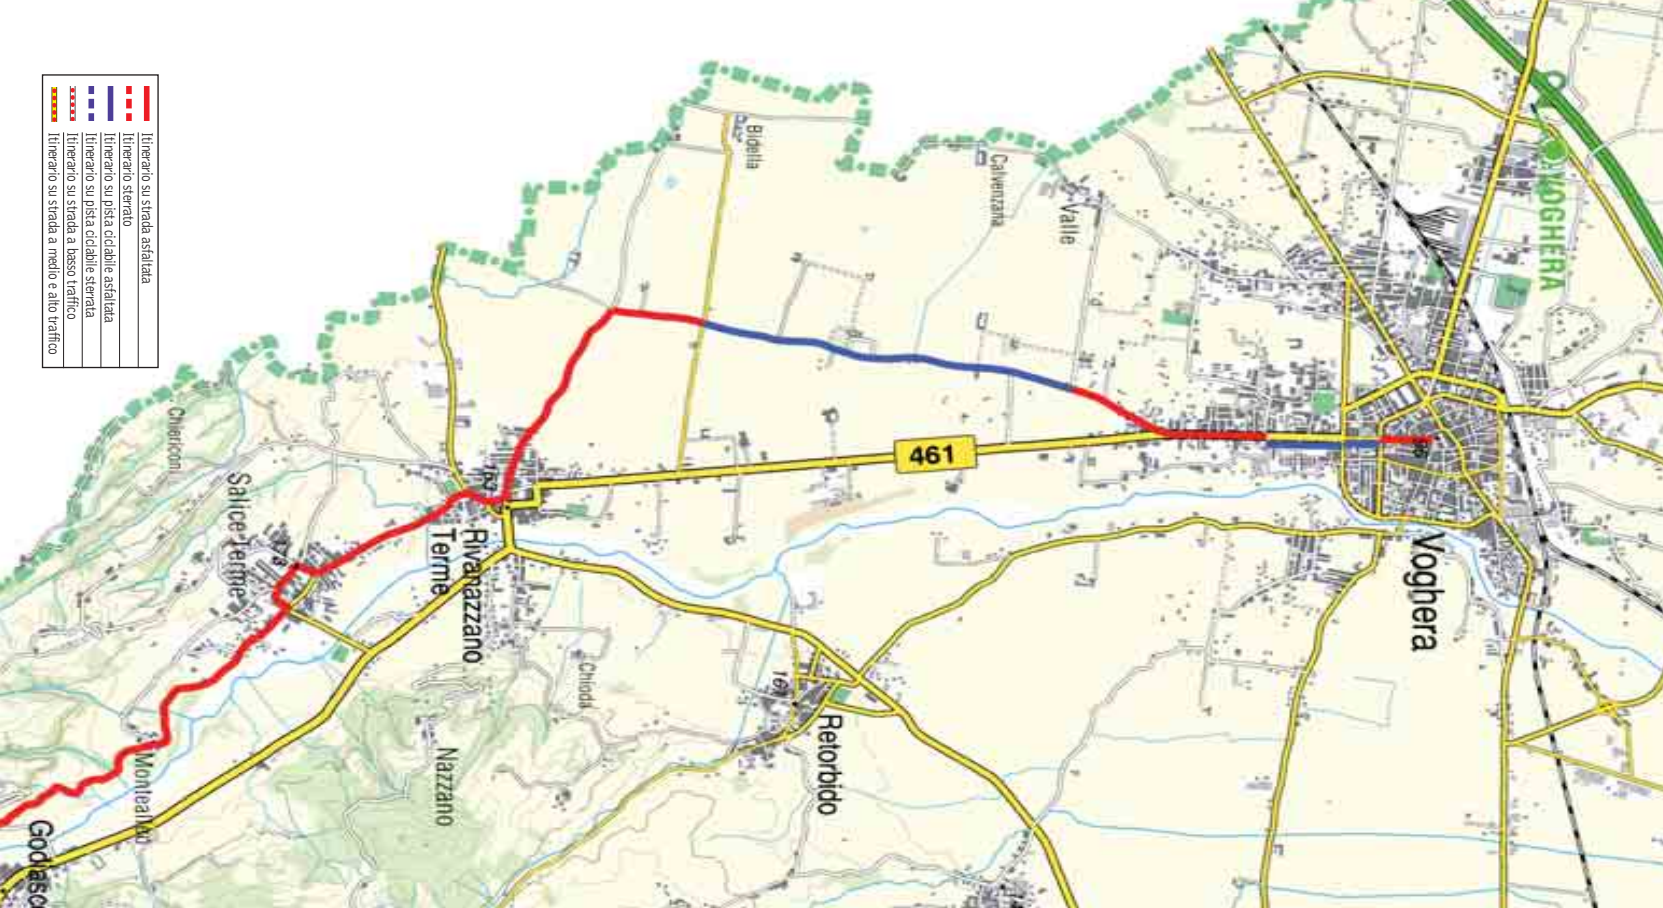 Itinerario su strada asfaltata
Itinerario sterrato
Itinerario su pista ciclabile asfaltata
Itinerario su pista ciclabile sterrata
Itinerario su strada a basso traffico
Itinerario su strada a medio e alto traffico
VOGHERA
Voghera
Valle
Calvenzana
Bidella
461
Retorbido
Chioda
Rivanazzano
Terme
Nazzano
Salice Terme
Chiericoni
Montealfeo